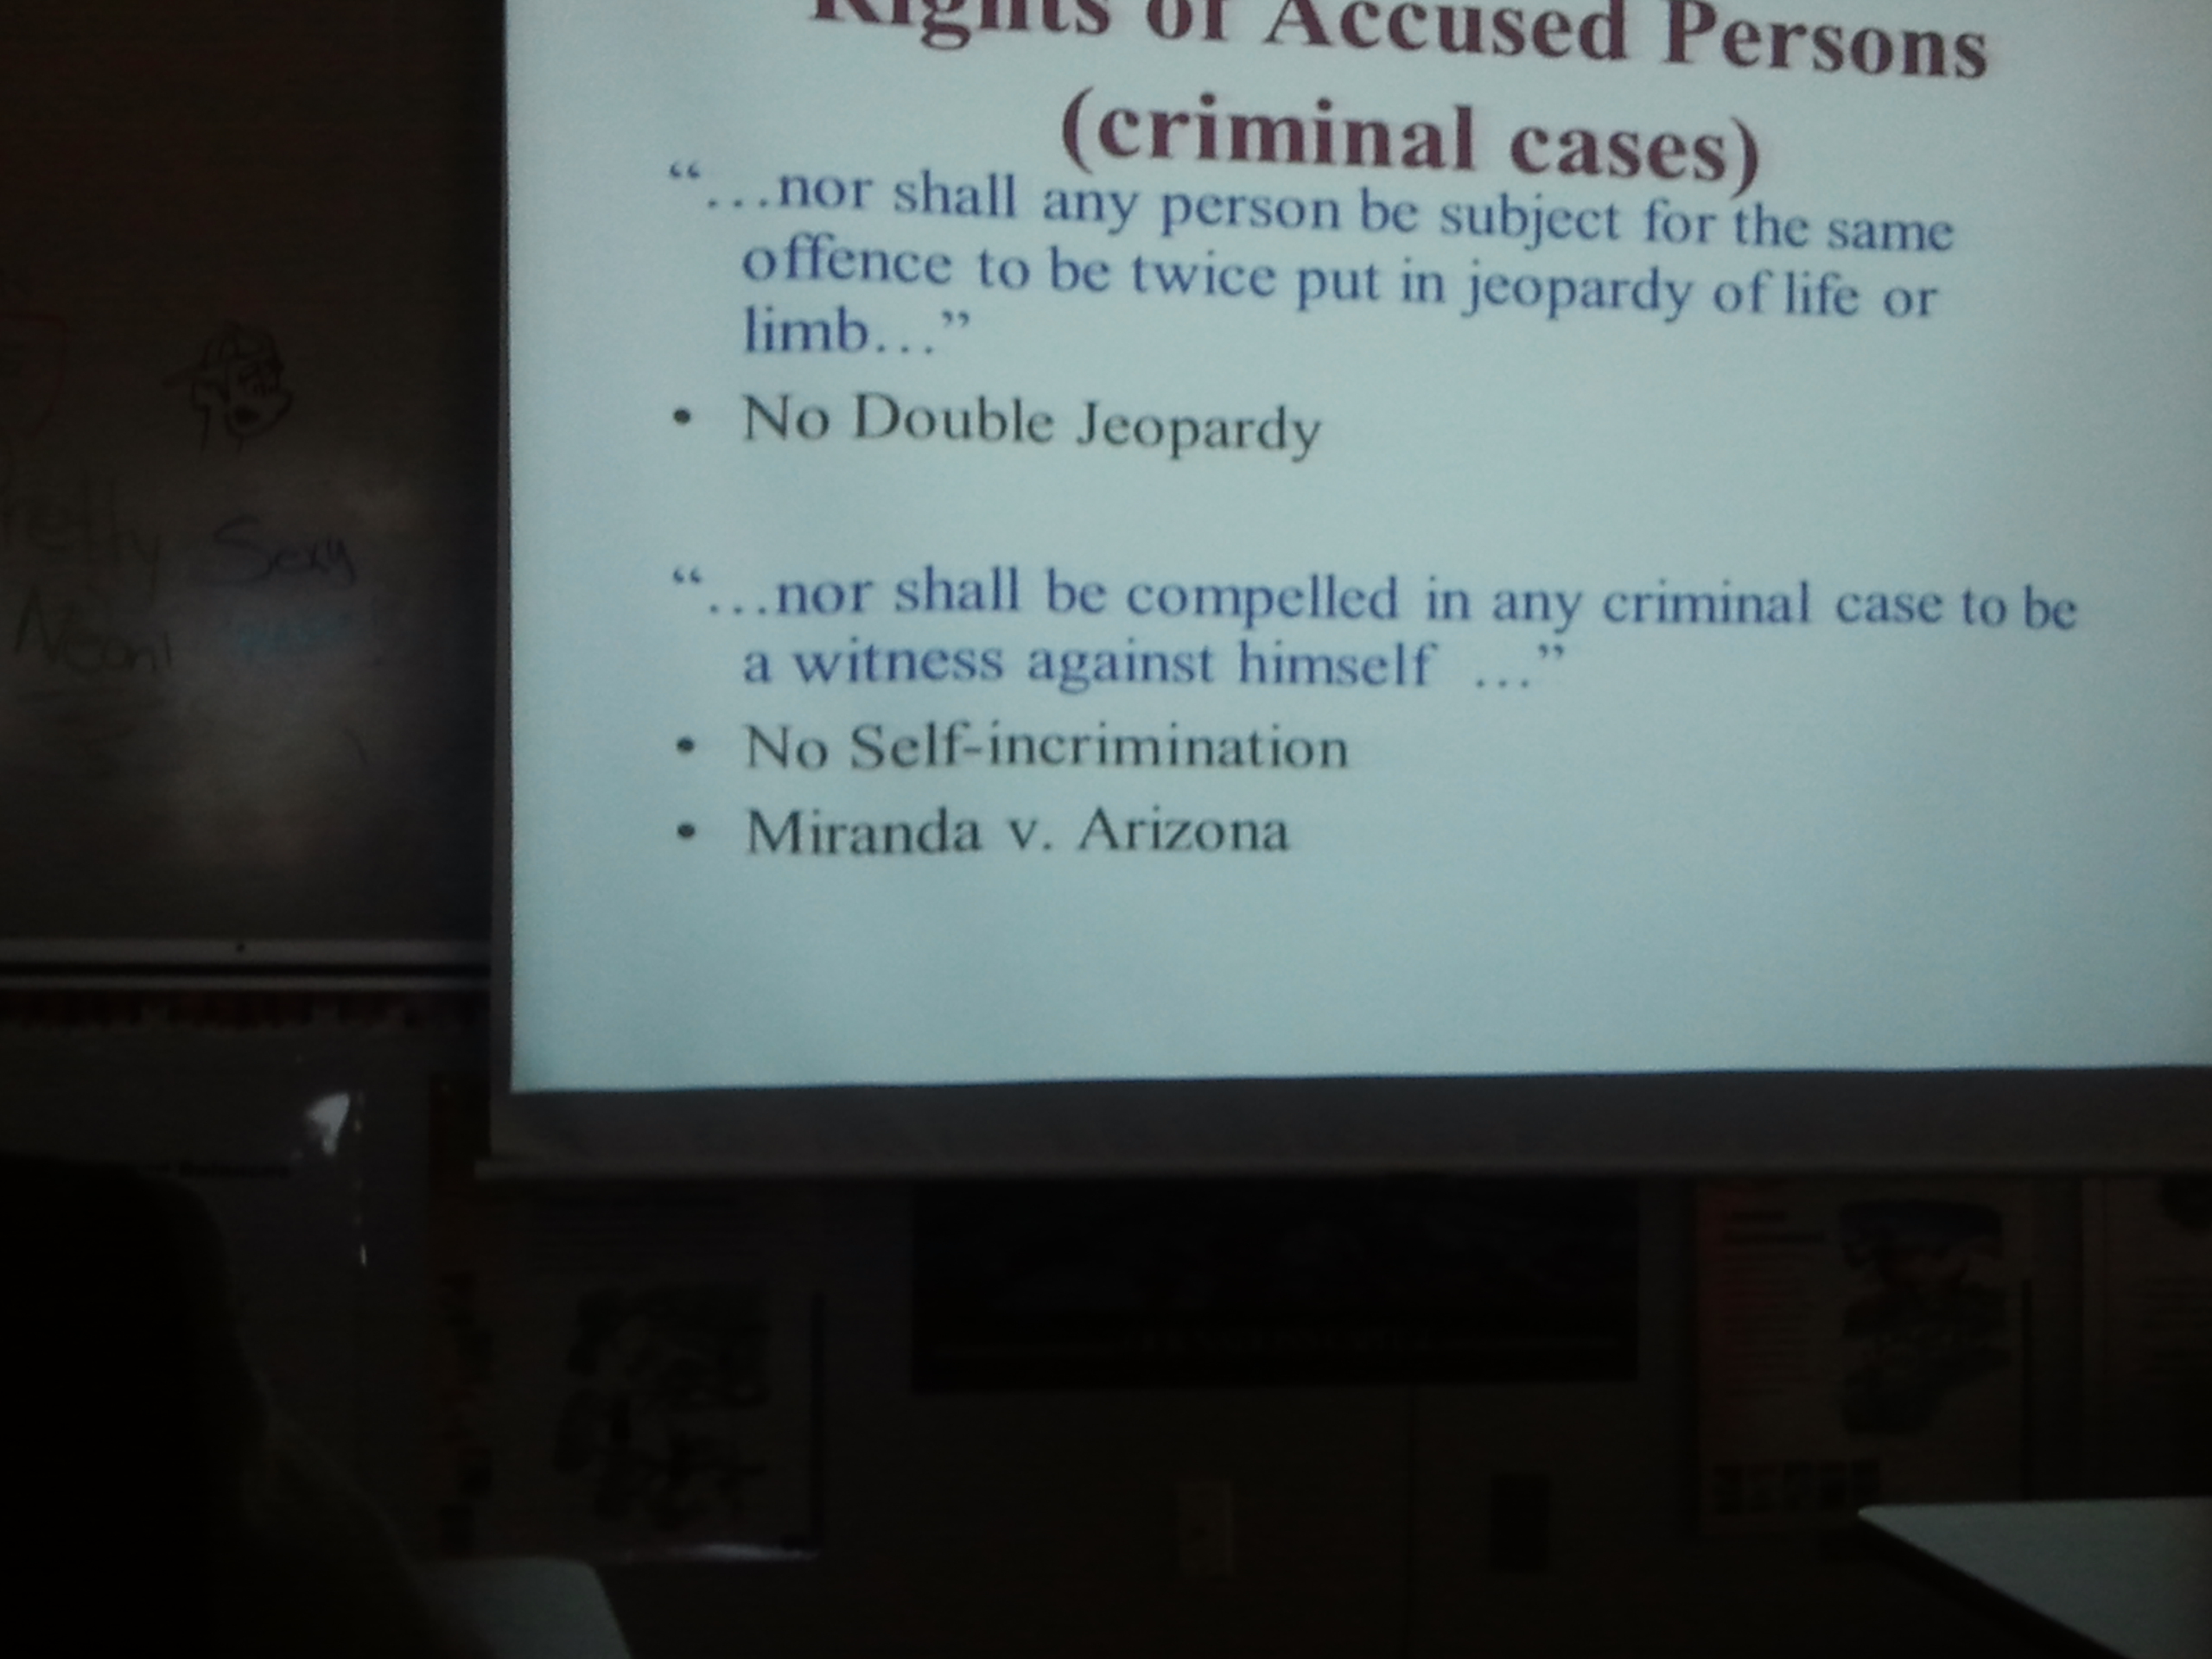 Rights of Accused Persons
(criminal cases)
“…nor shall any person be subject for the same
offence to be twice put in jeopardy of life or
limb…”
• No Double Jeopardy
“…nor shall be compelled in any criminal case to be
a witness against himself …”
• No Self-incrimination
• Miranda v. Arizona
Sexy